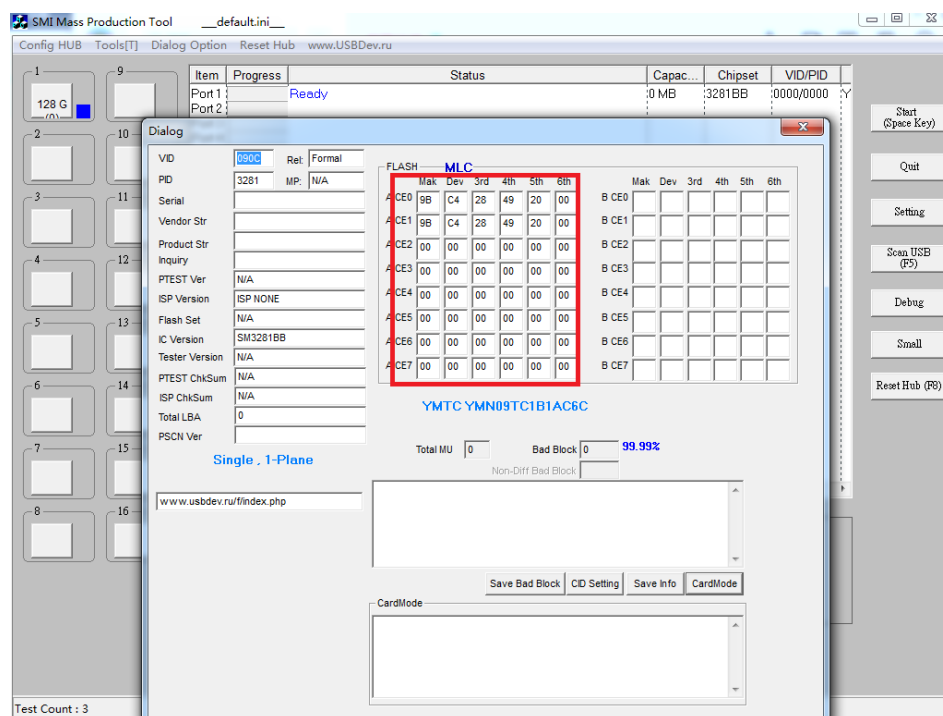 SMI Mass Production Tool __default.ini__
Config HUB Tools[T] Dialog Option Reset Hub www.USBDev.ru
1 9 Item Progress Status Capac... Chipset VID/PID
128 G Port 1 Ready 0 MB 3281BB 0000/0000 Y
(0) Port 2
Start
(Space Key)
2 10 Dialog
VID 090C Rel: Formal FLASH MLC
PID 3281 MP: N/A Mak Dev 3rd 4th 5th 6th Mak Dev 3rd 4th 5th 6th
Quit
3 11 Serial A CE0 9B C4 28 49 20 00 B CE0
Vendor Str A CE1 9B C4 28 49 20 00 B CE1
Setting
Product Str A CE2 00 00 00 00 00 00 B CE2
4 12 Inquiry A CE3 00 00 00 00 00 00 B CE3
Scan USB
(F5)
PTEST Ver N/A
ISP Version ISP NONE A CE4 00 00 00 00 00 00 B CE4
Debug
5 13 Flash Set N/A A CE5 00 00 00 00 00 00 B CE5
IC Version SM3281BB A CE6 00 00 00 00 00 00 B CE6
Small
Tester Version N/A A CE7 00 00 00 00 00 00 B CE7
PTEST ChkSum N/A
6 14 ISP ChkSum N/A
Reset Hub (F8)
YMTC YMN09TC1B1AC6C
Total LBA 0
PSCN Ver
7 15 Total MU 0 Bad Block 0 99.99%
Single , 1-Plane
Non-Diff Bad Block
www.usbdev.ru/f/index.php
8 16
Save Bad Block CID Setting Save Info CardMode
CardMode
Test Count : 3